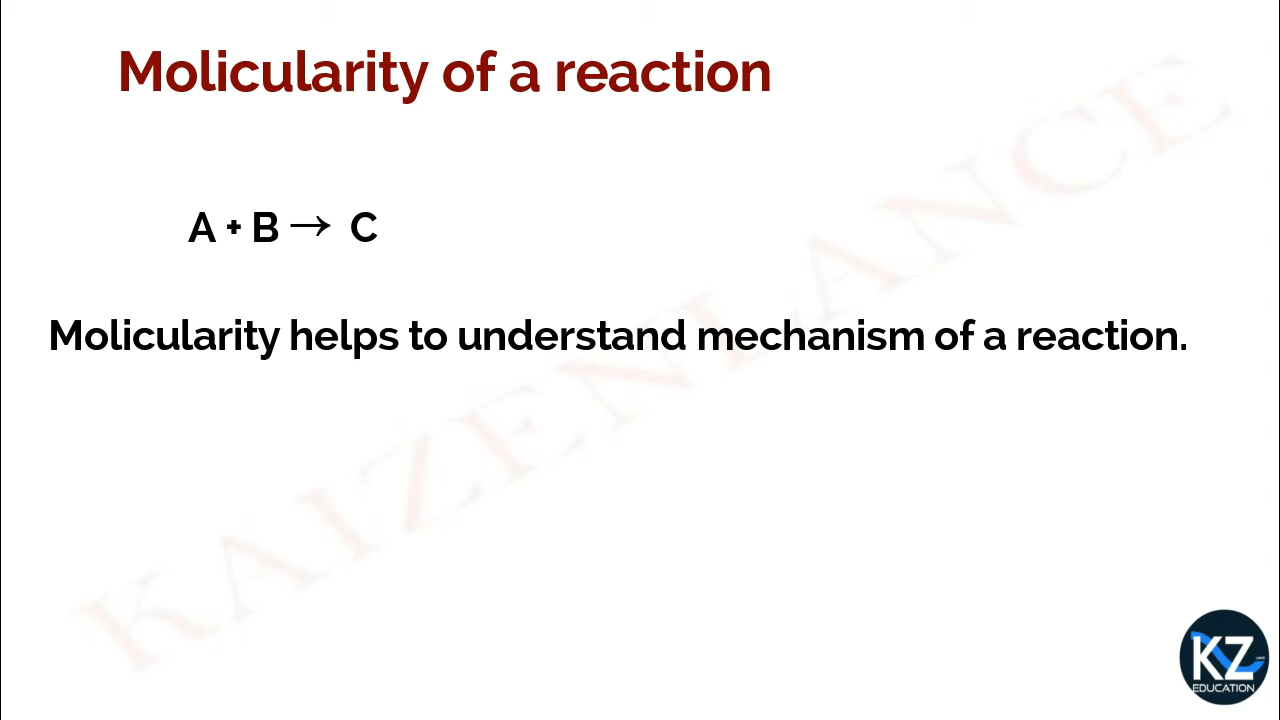 Molicularity of a reaction
A + B → C
Molicularity helps to understand mechanism of a reaction.
KAIZENLANCE
KZ
EDUCATION